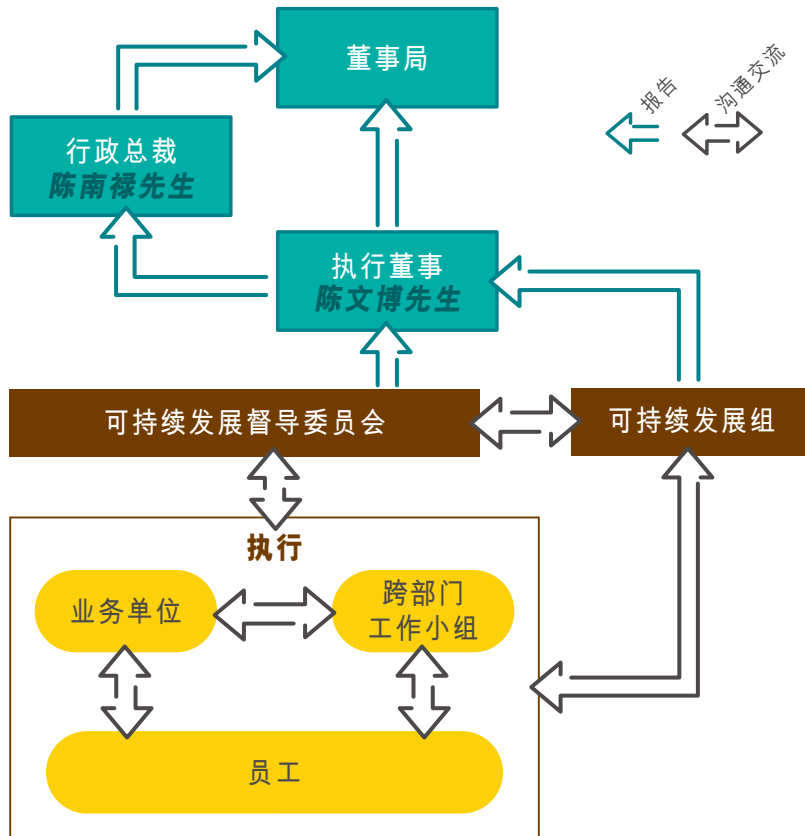 董事局
报告
沟通交流
行政总裁
陈南禄先生
执行董事
陈文博先生
可持续发展督导委员会
可持续发展组
执行
业务单位
跨部门
工作小组
员工